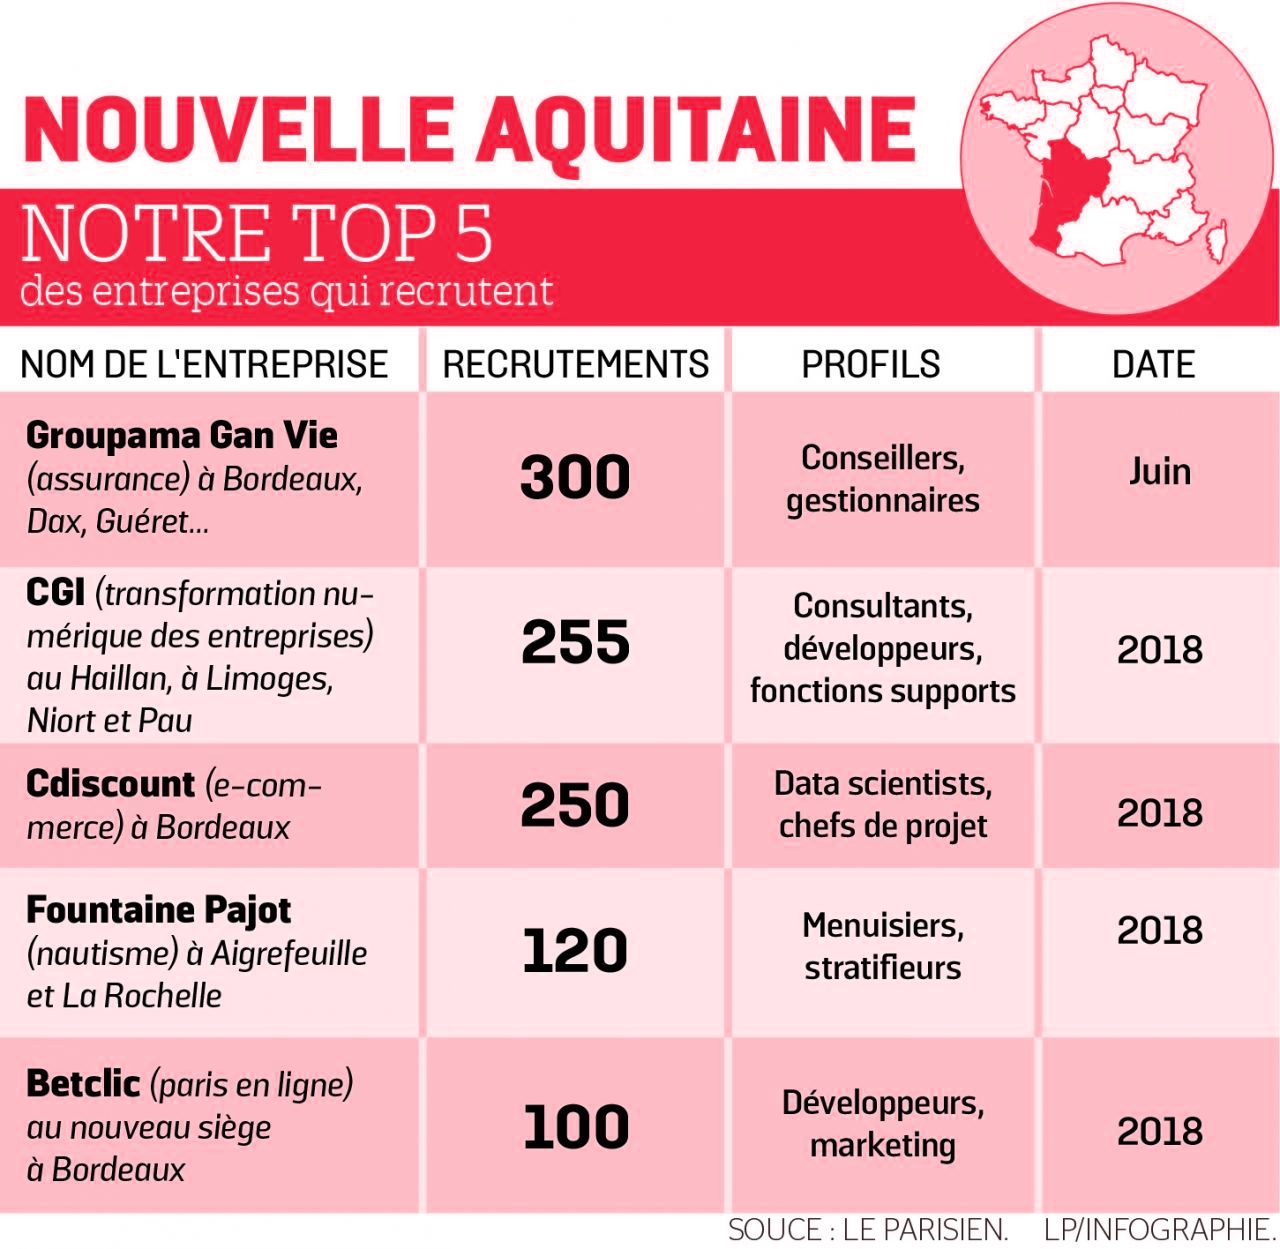 NOUVELLE AQUITAINE
NOTRE TOP 5
des entreprises qui recrutent
NOM DE L'ENTREPRISE RECRUTEMENTS PROFILS DATE
Groupama Gan Vie
(assurance) à Bordeaux,
Dax, Guéret...
300
Conseillers,
gestionnaires
Juin
CGI (transformation nu-
mérique des entreprises)
au Haillan, à Limoges,
Niort et Pau
255
Consultants,
développeurs,
fonctions supports
2018
Cdiscount (e-com-
merce) à Bordeaux
250
Data scientists,
chefs de projet
2018
Fountaine Pajot
(nautisme) à Aigrefeuille
et La Rochelle
120
Menuisiers,
stratifieurs
2018
Betclic (paris en ligne)
au nouveau siège
à Bordeaux
100
Développeurs,
marketing
2018
SOUCE : LE PARISIEN. LP/INFOGRAPHIE.